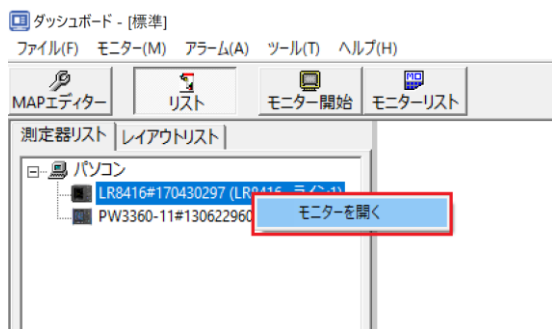 ダッシュボード - [標準]
ファイル(F) モニター(M) アラーム(A) ツール(T) ヘルプ(H)
MAPエディター リスト モニター開始 モニターリスト
測定器リスト レイアウトリスト
パソコン
LR8416#170430297 (LR8416 ライン1)
モニターを開く
PW3360-11#130622960